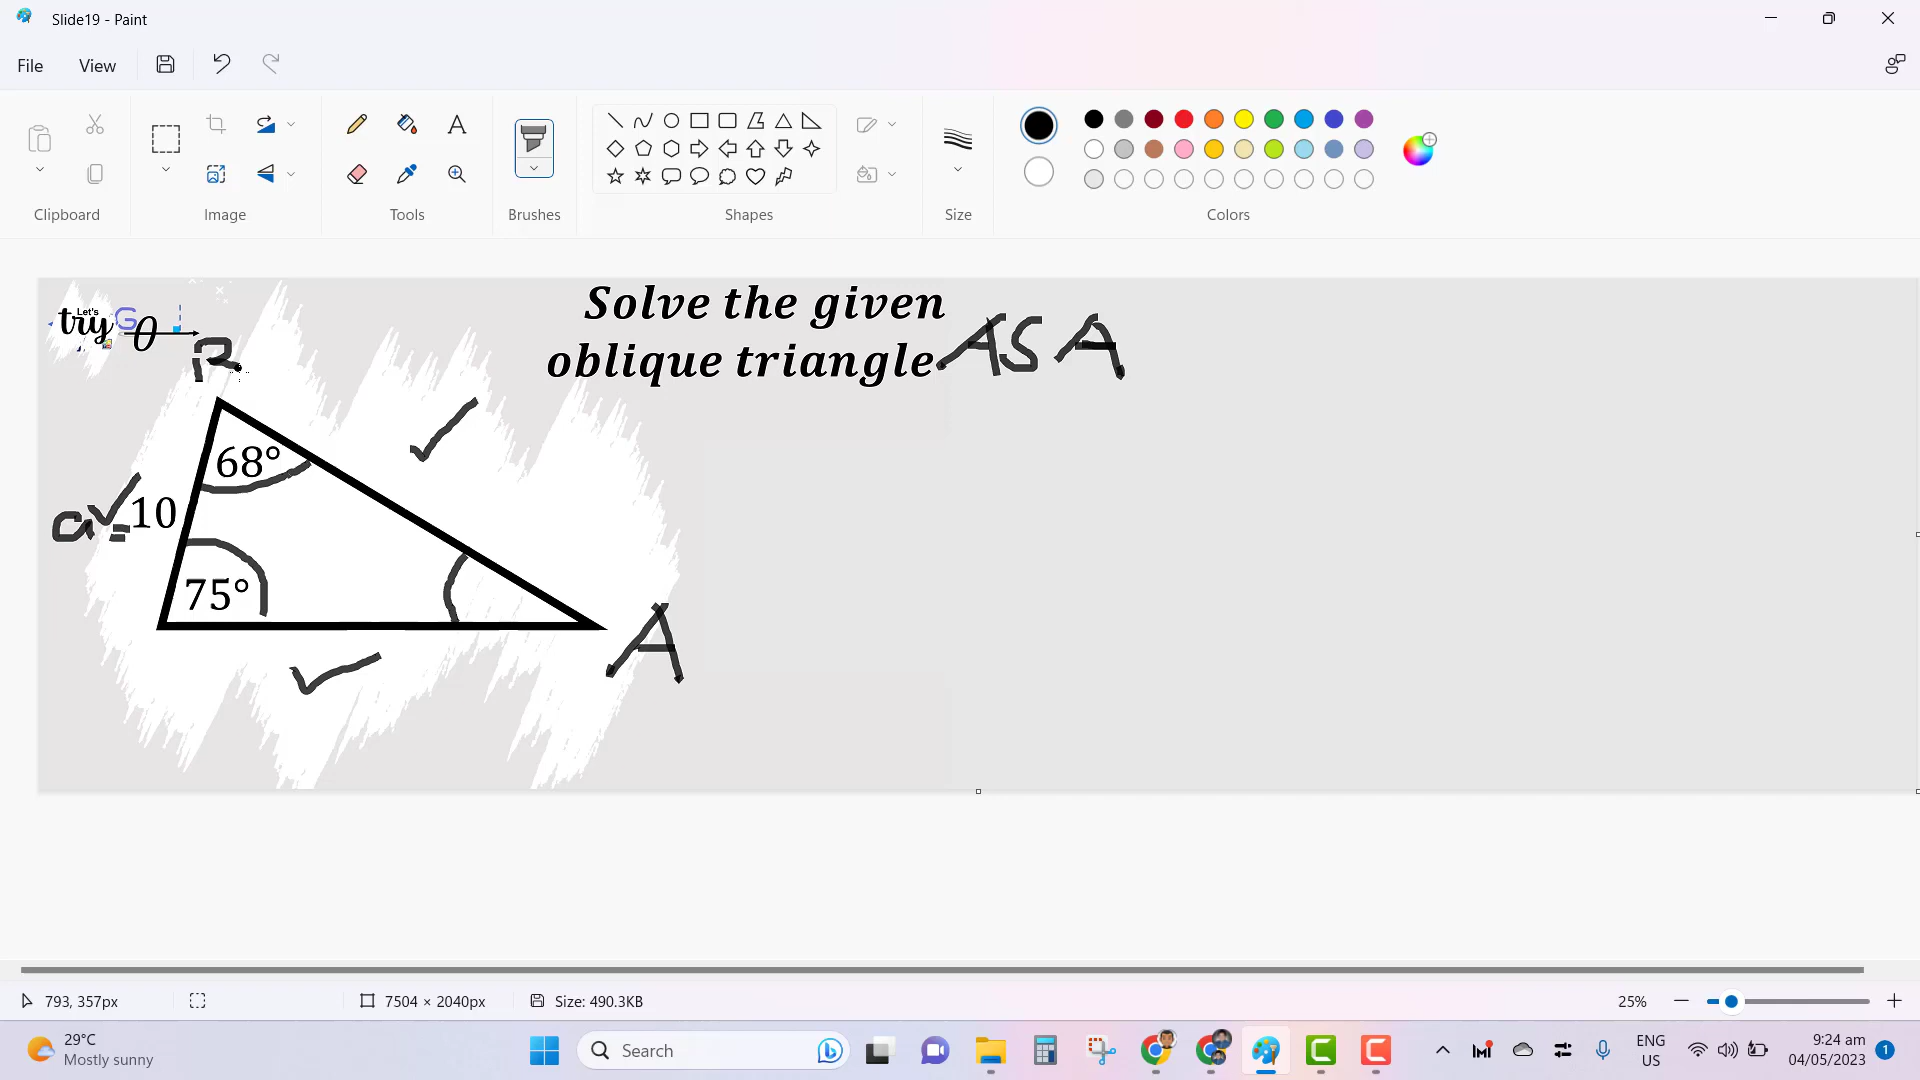 Slide19 - Paint
File View
Clipboard Image Tools Brushes Shapes Size Colors
Let's
try
G
θ
Solve the given
oblique triangle ASA
68°
a = 10
75°
A
793, 357px 7504 × 2040px Size: 490.3KB 25%
29°C
Mostly sunny
Search
ENG
US
9:24 am
04/05/2023
1